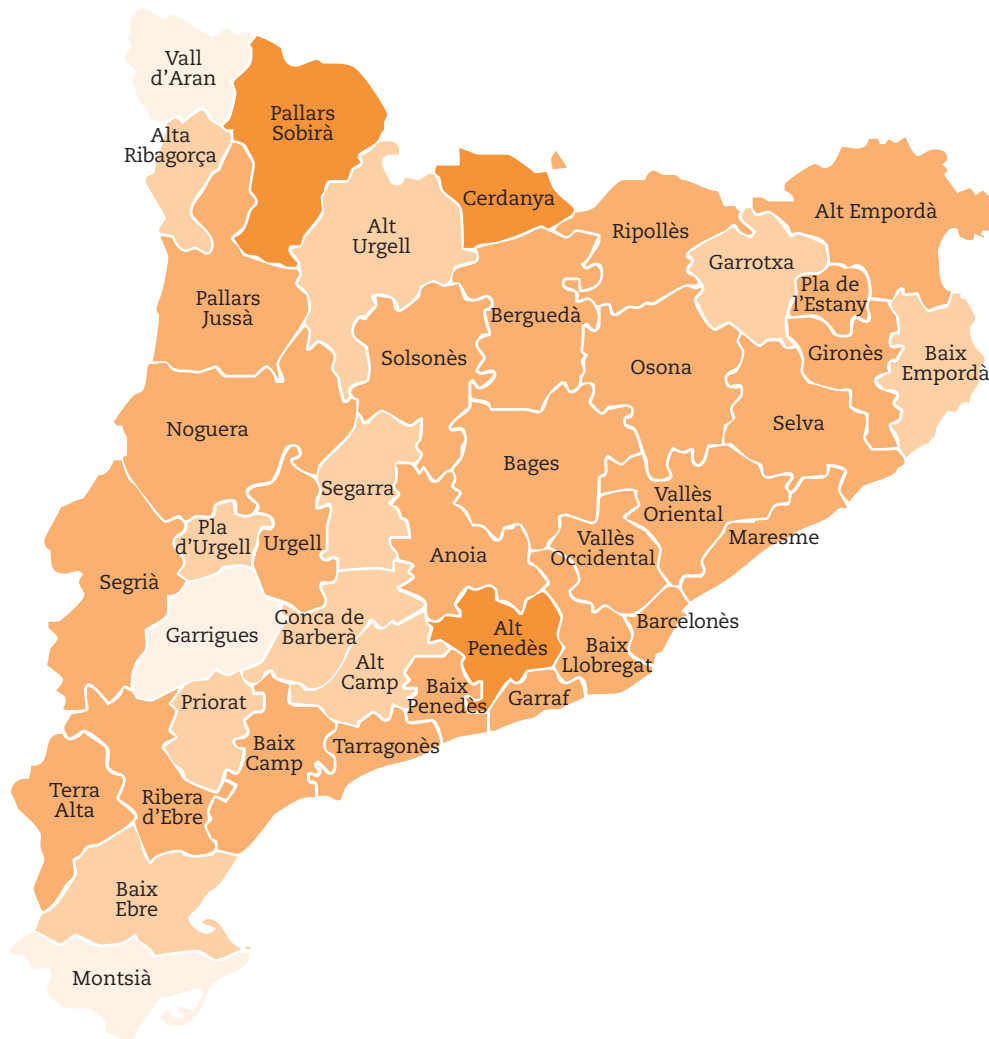 Vall
d'Aran
Pallars
Sobirà
Alta
Ribagorça
Cerdanya
Alt
Urgell
Ripollès
Alt Empordà
Garrotxa
Pla de
l'Estany
Pallars
Jussà
Berguedà
Solsonès
Osona
Gironès
Baix
Empordà
Noguera
Selva
Bages
Segarra
Vallès
Oriental
Pla
d'Urgell
Urgell
Anoia
Vallès
Occidental
Maresme
Segrià
Garrigues
Conca de
Barberà
Alt
Penedès
Barcelonès
Baix
Llobregat
Alt
Camp
Baix
Penedès
Garraf
Priorat
Baix
Camp
Tarragonès
Terra
Alta
Ribera
d'Ebre
Baix
Ebre
Montsià